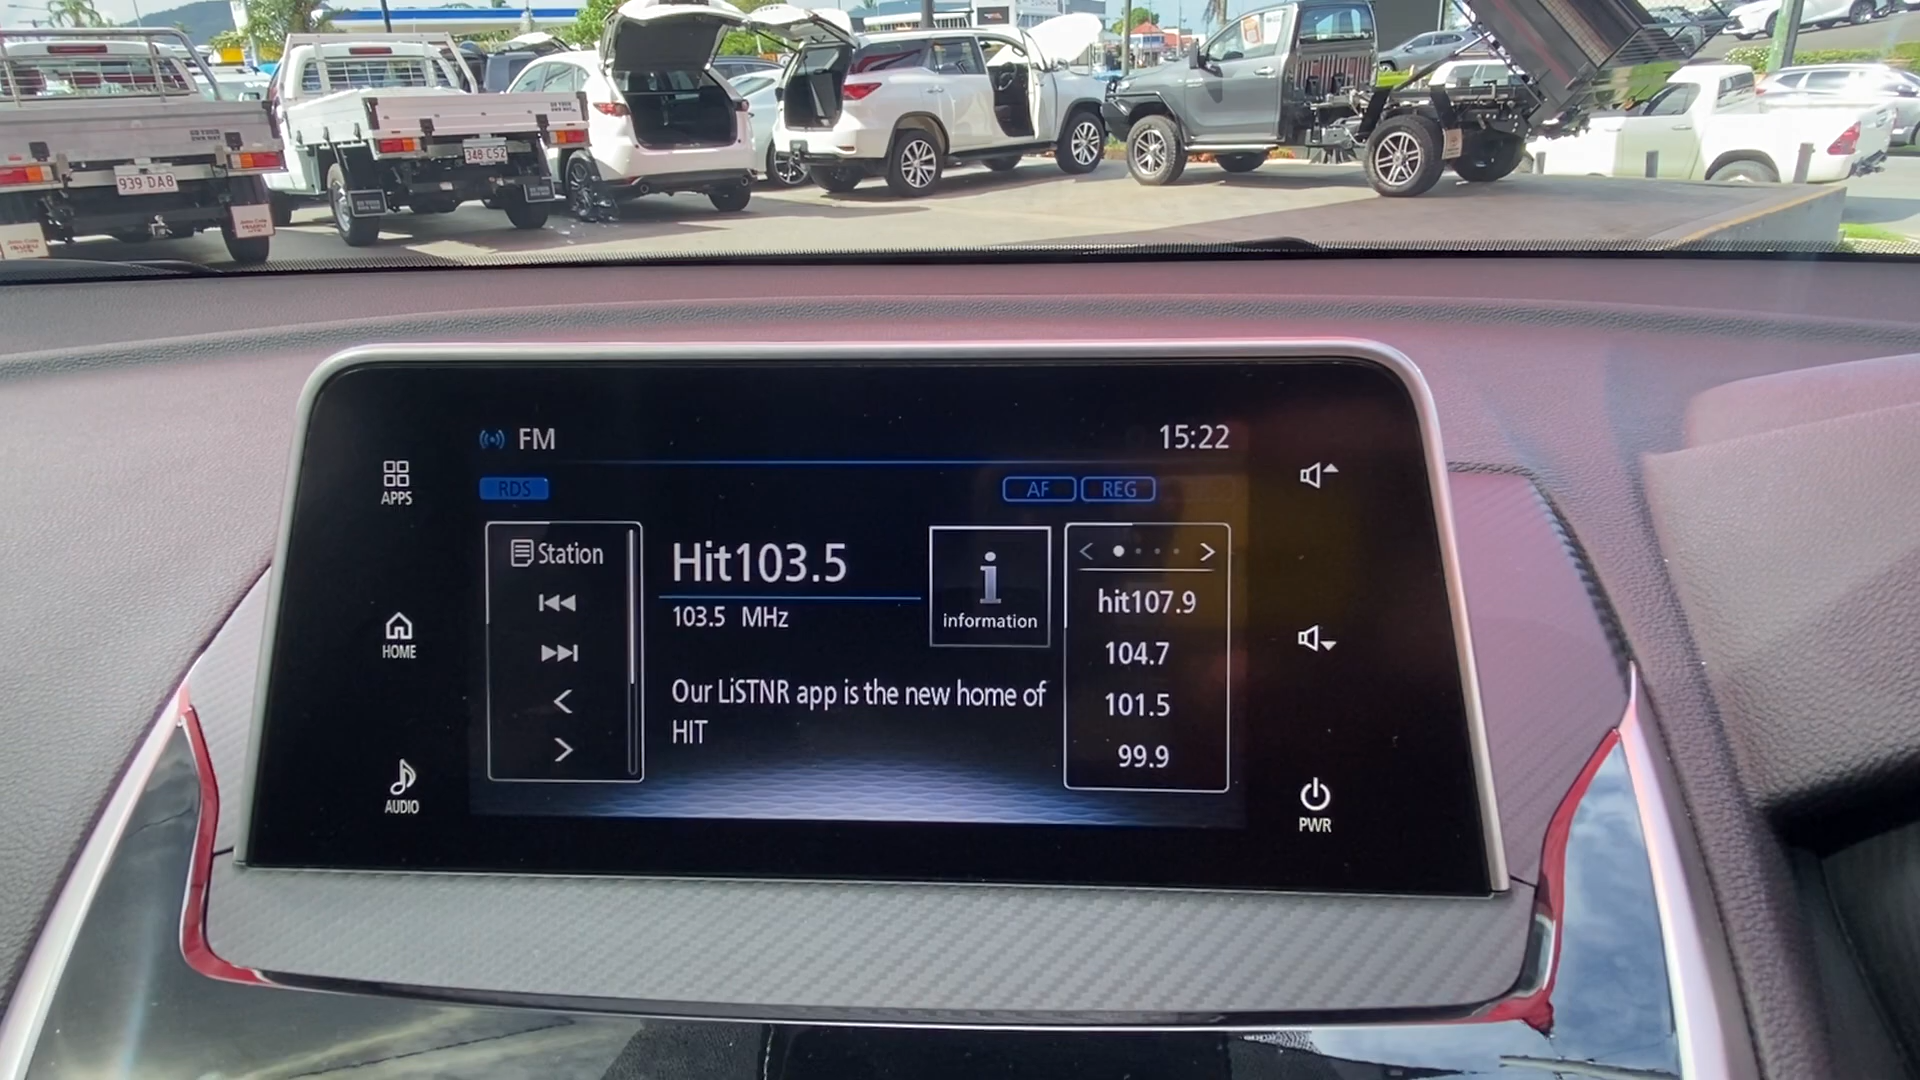 939 DA8
348 CS2
FM
15:22
RDS
AF
REG
APPS
Station
Hit103.5
103.5 MHz
information
hit107.9
104.7
101.5
99.9
HOME
Our LiSTNR app is the new home of
HIT
AUDIO
PWR